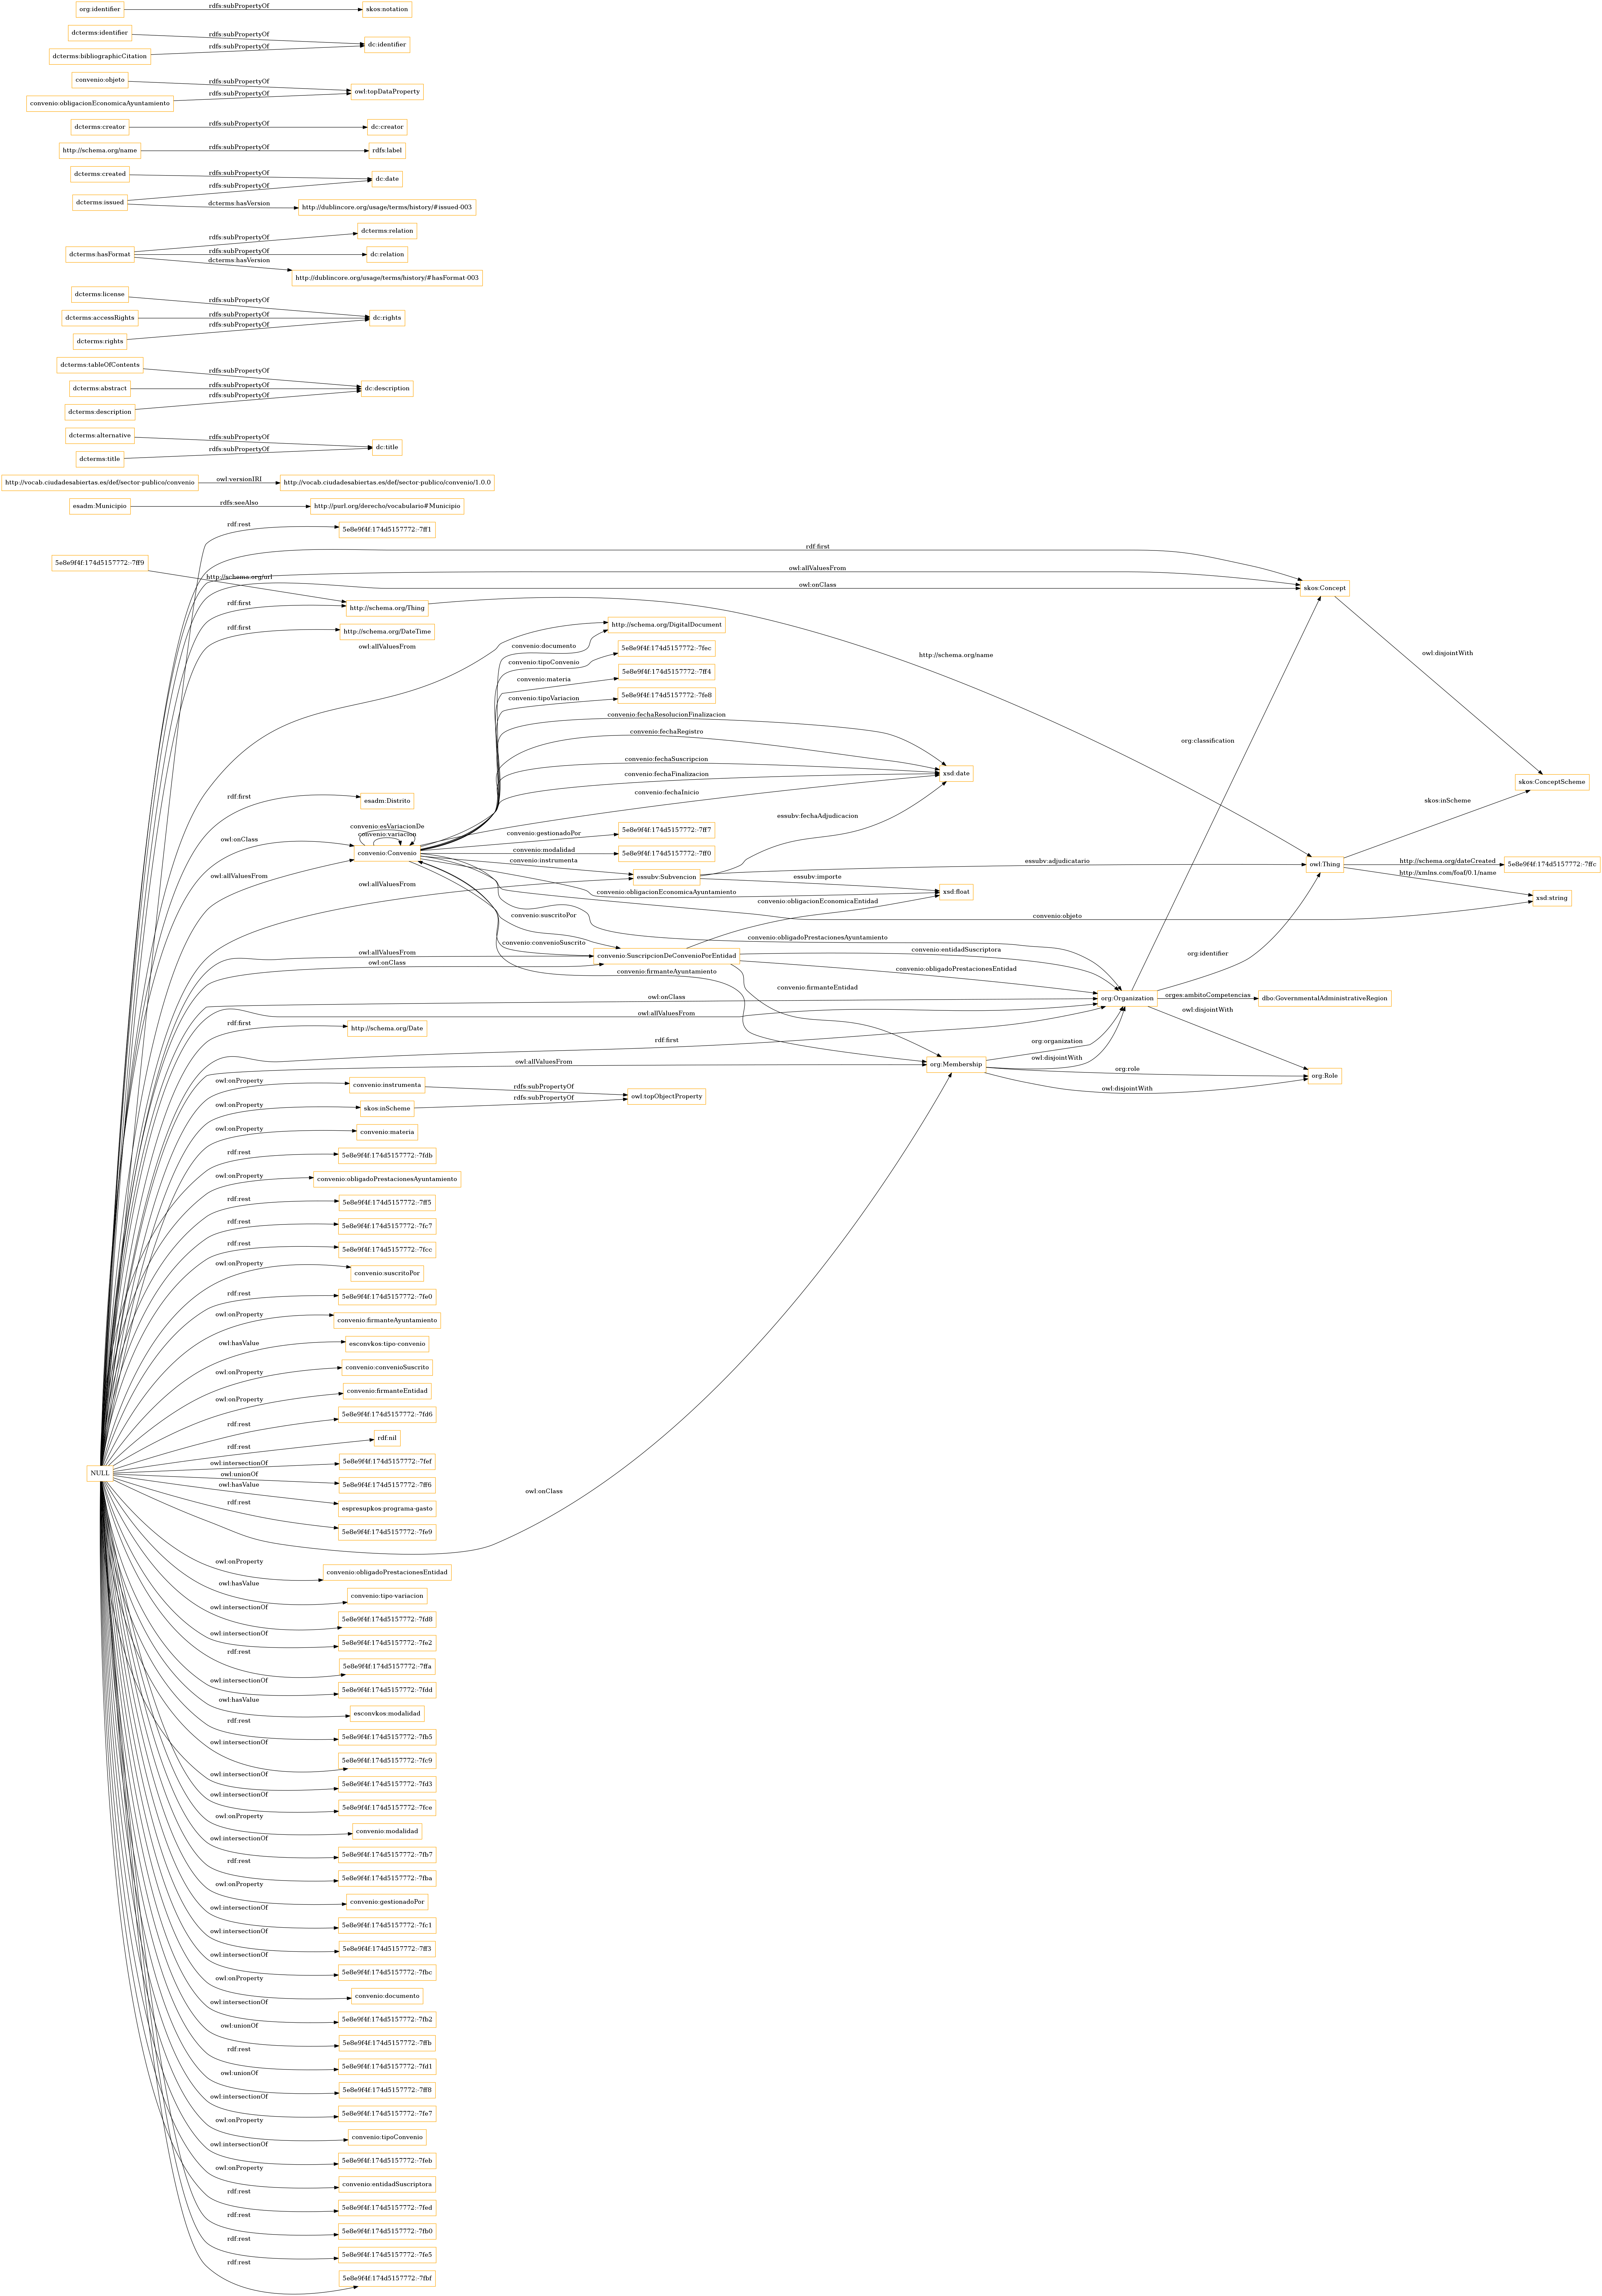 org:identifier
rdfs:subPropertyOf
skos:notation
dcterms:identifier
rdfs:subPropertyOf
dc:identifier
dcterms:bibliographicCitation
rdfs:subPropertyOf
convenio:objeto
rdfs:subPropertyOf
owl:topDataProperty
convenio:obligacionEconomicaAyuntamiento
rdfs:subPropertyOf
dcterms:creator
rdfs:subPropertyOf
dc:creator
http://schema.org/name
rdfs:subPropertyOf
rdfs:label
dcterms:created
rdfs:subPropertyOf
dc:date
dcterms:issued
rdfs:subPropertyOf
dcterms:hasVersion
http://dublincore.org/usage/terms/history/#issued-003
dcterms:hasFormat
rdfs:subPropertyOf
dcterms:relation
rdfs:subPropertyOf
dc:relation
dcterms:hasVersion
http://dublincore.org/usage/terms/history/#hasFormat-003
dcterms:license
rdfs:subPropertyOf
dcterms:accessRights
rdfs:subPropertyOf
dc:rights
dcterms:rights
rdfs:subPropertyOf
dcterms:tableOfContents
rdfs:subPropertyOf
dcterms:abstract
rdfs:subPropertyOf
dc:description
dcterms:description
rdfs:subPropertyOf
dcterms:alternative
rdfs:subPropertyOf
dc:title
dcterms:title
rdfs:subPropertyOf
http://vocab.ciudadesabiertas.es/def/sector-publico/convenio
owl:versionIRI
http://vocab.ciudadesabiertas.es/def/sector-publico/convenio/1.0.0
esadm:Municipio
rdfs:seeAlso
http://purl.org/derecho/vocabulario#Municipio
rdf:rest
5e8e9f4f:174d5157772:-7ff1
5e8e9f4f:174d5157772:-7ff9
http://schema.org/url
rdf:first
owl:allValuesFrom
owl:onClass
skos:Concept
rdf:first
http://schema.org/Thing
rdf:first
http://schema.org/DateTime
owl:allValuesFrom
http://schema.org/DigitalDocument
convenio:documento
convenio:tipoConvenio
5e8e9f4f:174d5157772:-7fec
convenio:materia
5e8e9f4f:174d5157772:-7ff4
convenio:tipoVariacion
5e8e9f4f:174d5157772:-7fe8
http://schema.org/name
owl:disjointWith
org:classification
convenio:fechaResolucionFinalizacion
convenio:fechaRegistro
convenio:fechaSuscripcion
convenio:fechaFinalizacion
convenio:fechaInicio
xsd:date
skos:ConceptScheme
skos:inScheme
rdf:first
esadm:Distrito
essubv:fechaAdjudicacion
convenio:esVariacionDe
convenio:variacion
owl:onClass
convenio:Convenio
convenio:gestionadoPor
5e8e9f4f:174d5157772:-7ff7
convenio:modalidad
5e8e9f4f:174d5157772:-7ff0
convenio:instrumenta
essubv:Subvencion
essubv:adjudicatario
owl:Thing
http://schema.org/dateCreated
5e8e9f4f:174d5157772:-7ffc
http://xmlns.com/foaf/0.1/name
xsd:string
owl:allValuesFrom
owl:allValuesFrom
essubv:importe
xsd:float
convenio:obligacionEconomicaAyuntamiento
convenio:obligacionEconomicaEntidad
convenio:suscritoPor
convenio:objeto
convenio:obligadoPrestacionesAyuntamiento
convenio:convenioSuscrito
owl:allValuesFrom
owl:onClass
convenio:SuscripcionDeConvenioPorEntidad
convenio:entidadSuscriptora
convenio:obligadoPrestacionesEntidad
org:identifier
convenio:firmanteAyuntamiento
convenio:firmanteEntidad
owl:onClass
org:Organization
orges:ambitoCompetencias
dbo:GovernmentalAdministrativeRegion
owl:disjointWith
owl:allValuesFrom
rdf:first
http://schema.org/Date
rdf:first
org:organization
owl:disjointWith
owl:allValuesFrom
org:Membership
org:role
owl:disjointWith
org:Role
owl:onProperty
convenio:instrumenta
rdfs:subPropertyOf
owl:topObjectProperty
owl:onProperty
skos:inScheme
rdfs:subPropertyOf
owl:onProperty
convenio:materia
rdf:rest
5e8e9f4f:174d5157772:-7fdb
owl:onProperty
convenio:obligadoPrestacionesAyuntamiento
rdf:rest
5e8e9f4f:174d5157772:-7ff5
rdf:rest
5e8e9f4f:174d5157772:-7fc7
rdf:rest
5e8e9f4f:174d5157772:-7fcc
owl:onProperty
convenio:suscritoPor
rdf:rest
5e8e9f4f:174d5157772:-7fe0
owl:onProperty
convenio:firmanteAyuntamiento
owl:hasValue
esconvkos:tipo-convenio
owl:onProperty
convenio:convenioSuscrito
owl:onProperty
convenio:firmanteEntidad
rdf:rest
5e8e9f4f:174d5157772:-7fd6
rdf:rest
rdf:nil
NULL
owl:intersectionOf
5e8e9f4f:174d5157772:-7fef
owl:unionOf
5e8e9f4f:174d5157772:-7ff6
owl:hasValue
espresupkos:programa-gasto
rdf:rest
5e8e9f4f:174d5157772:-7fe9
owl:onClass
owl:onProperty
convenio:obligadoPrestacionesEntidad
owl:hasValue
convenio:tipo-variacion
owl:intersectionOf
5e8e9f4f:174d5157772:-7fd8
owl:intersectionOf
5e8e9f4f:174d5157772:-7fe2
rdf:rest
5e8e9f4f:174d5157772:-7ffa
owl:intersectionOf
5e8e9f4f:174d5157772:-7fdd
owl:hasValue
esconvkos:modalidad
rdf:rest
5e8e9f4f:174d5157772:-7fb5
owl:intersectionOf
5e8e9f4f:174d5157772:-7fc9
owl:intersectionOf
5e8e9f4f:174d5157772:-7fd3
owl:intersectionOf
5e8e9f4f:174d5157772:-7fce
owl:onProperty
convenio:modalidad
owl:intersectionOf
5e8e9f4f:174d5157772:-7fb7
rdf:rest
5e8e9f4f:174d5157772:-7fba
owl:onProperty
convenio:gestionadoPor
owl:intersectionOf
5e8e9f4f:174d5157772:-7fc1
owl:intersectionOf
5e8e9f4f:174d5157772:-7ff3
owl:intersectionOf
5e8e9f4f:174d5157772:-7fbc
owl:onProperty
convenio:documento
owl:intersectionOf
5e8e9f4f:174d5157772:-7fb2
owl:unionOf
5e8e9f4f:174d5157772:-7ffb
rdf:rest
5e8e9f4f:174d5157772:-7fd1
owl:unionOf
5e8e9f4f:174d5157772:-7ff8
owl:intersectionOf
5e8e9f4f:174d5157772:-7fe7
owl:onProperty
convenio:tipoConvenio
owl:intersectionOf
5e8e9f4f:174d5157772:-7feb
owl:onProperty
convenio:entidadSuscriptora
rdf:rest
5e8e9f4f:174d5157772:-7fed
rdf:rest
5e8e9f4f:174d5157772:-7fb0
rdf:rest
5e8e9f4f:174d5157772:-7fe5
rdf:rest
5e8e9f4f:174d5157772:-7fbf